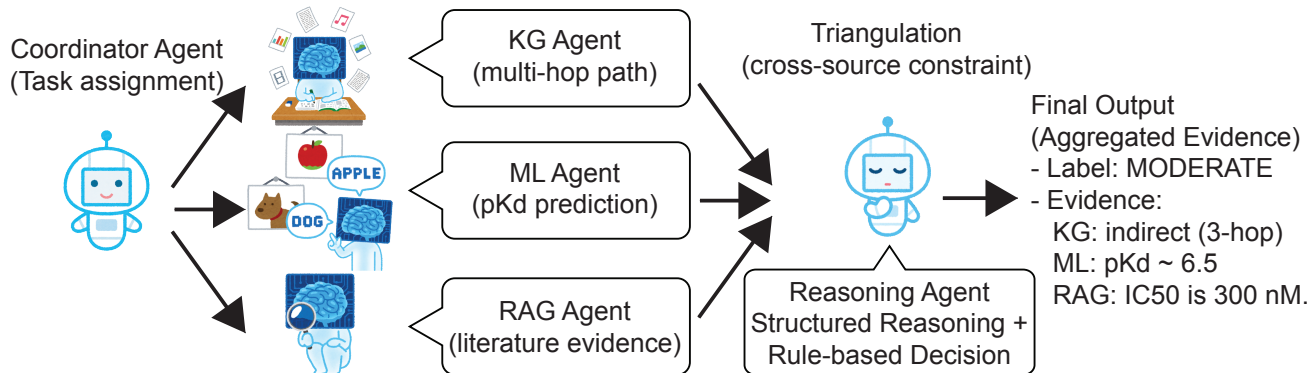 Coordinator Agent
(Task assignment)
KG Agent
(multi-hop path)
APPLE
DOG
ML Agent
(pKd prediction)
RAG Agent
(literature evidence)
Triangulation
(cross-source constraint)
Reasoning Agent
Structured Reasoning +
Rule-based Decision
Final Output
(Aggregated Evidence)
- Label: MODERATE
- Evidence:
KG: indirect (3-hop)
ML: pKd ~ 6.5
RAG: IC50 is 300 nM.